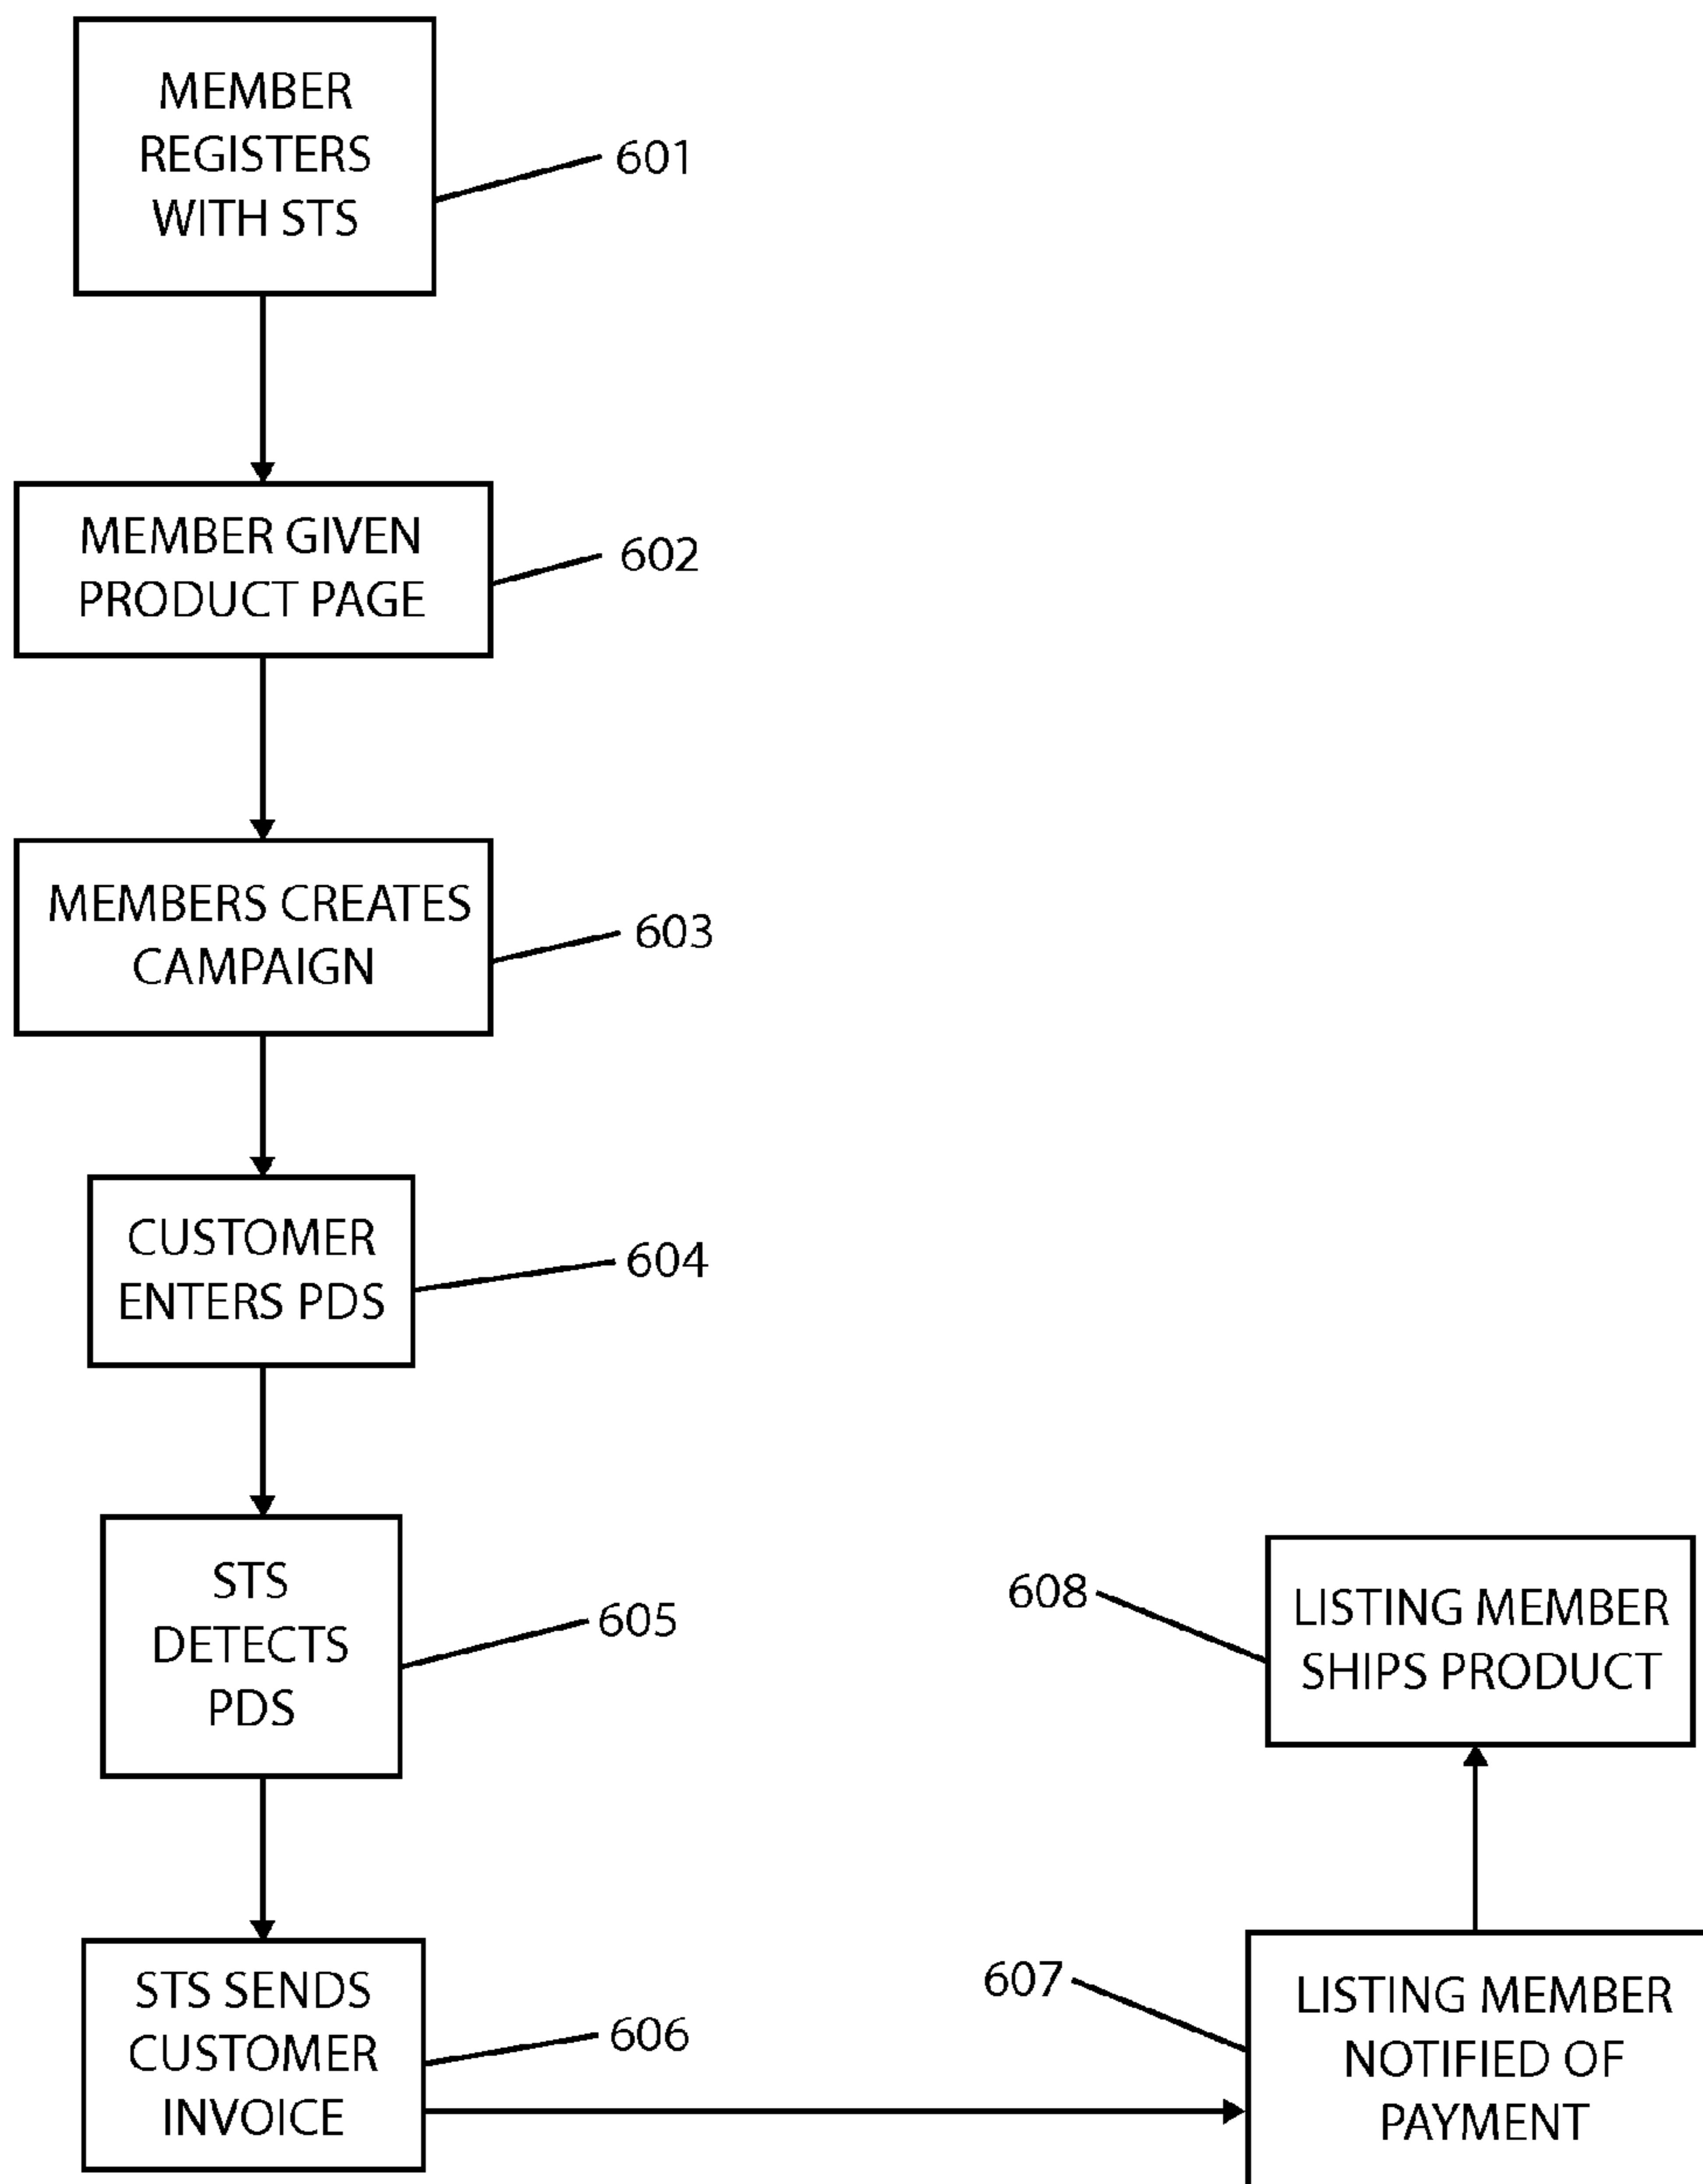 MEMBER
REGISTERS
WITH STS
601
MEMBER GIVEN
PRODUCT PAGE
602
MEMBERS CREATES
CAMPAIGN
603
CUSTOMER
ENTERS PDS
604
STS
DETECTS
PDS
605
STS SENDS
CUSTOMER
INVOICE
606
607
LISTING MEMBER
NOTIFIED OF
PAYMENT
608
LISTING MEMBER
SHIPS PRODUCT